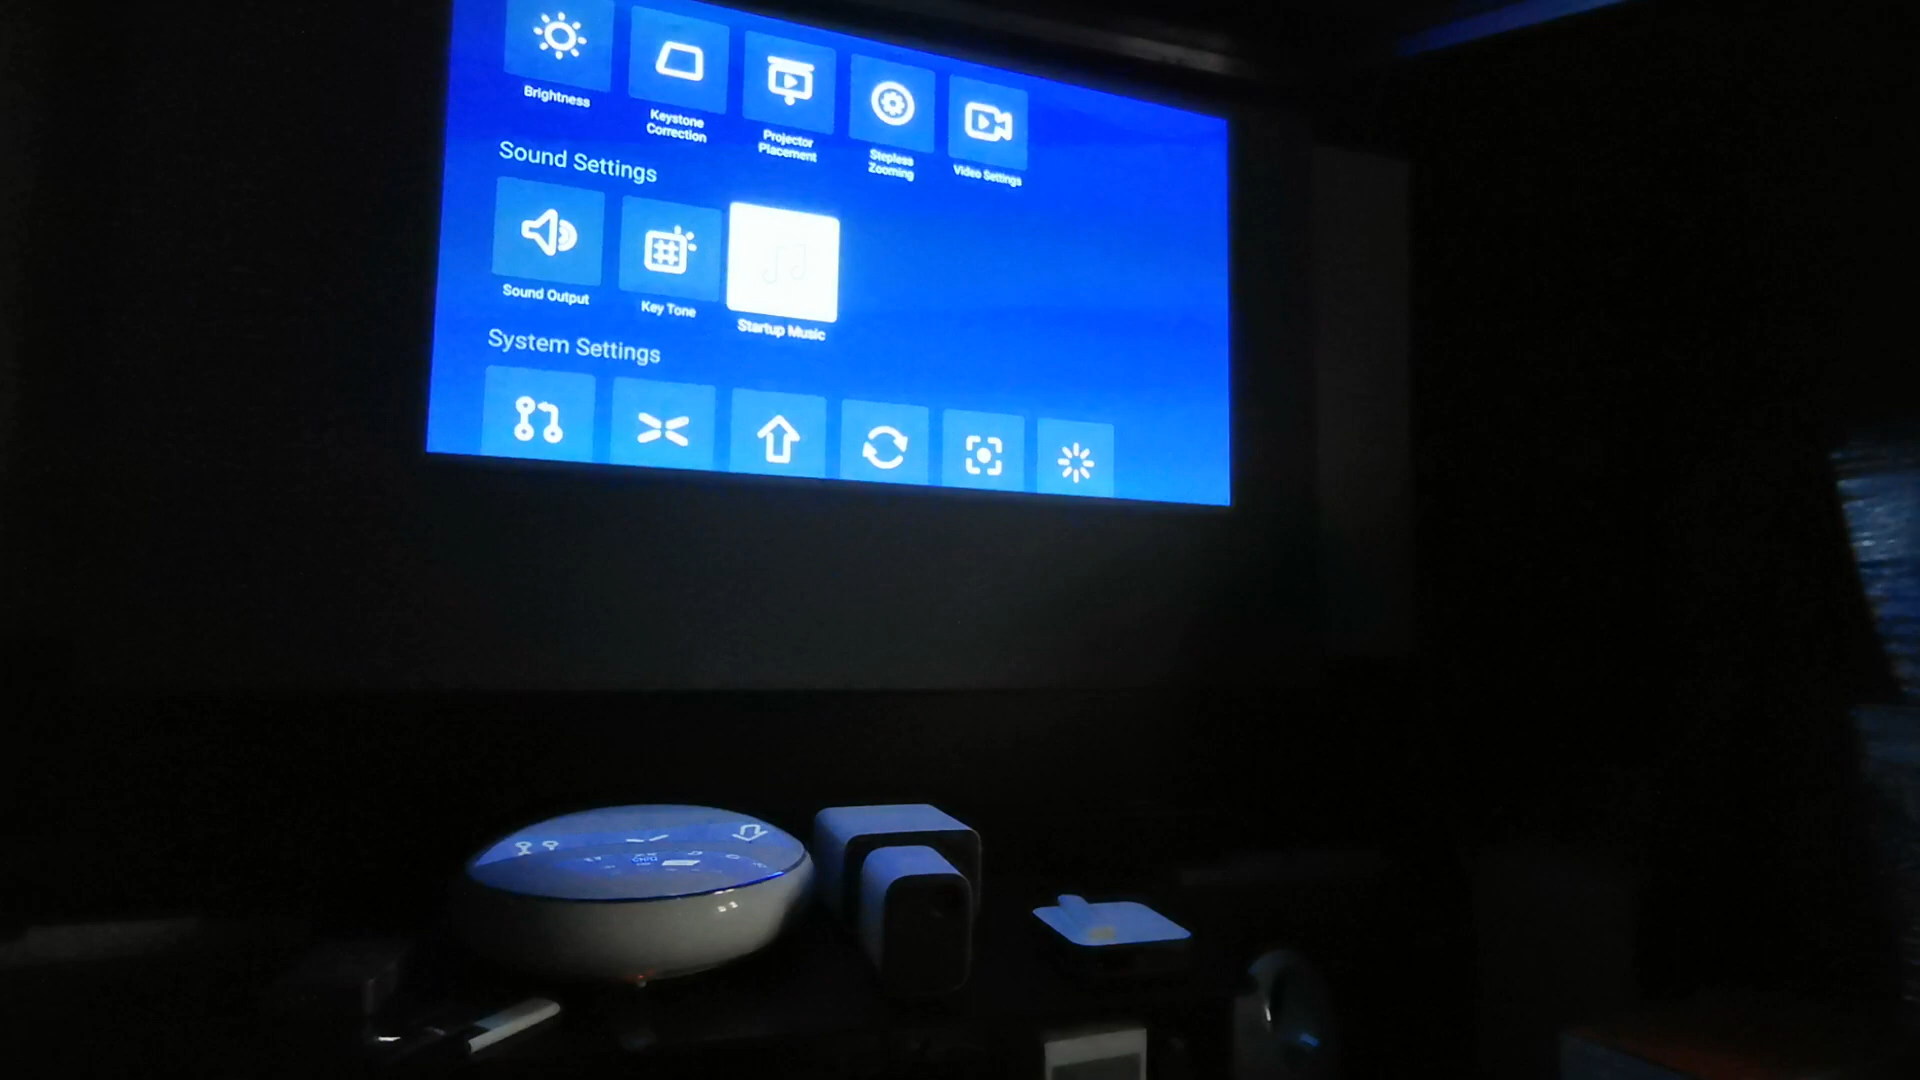 Brightness
Keystone
Correction
Projector
Placement
Stepless
Zooming
Video Settings
Sound Settings
Sound Output
Key Tone
Startup Music
System Settings